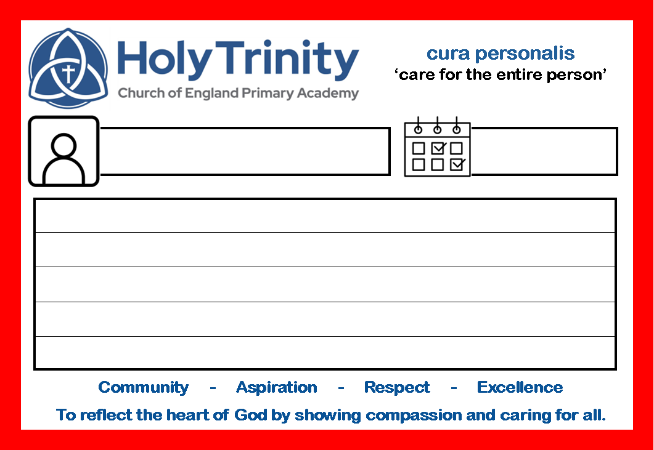 Holy Trinity
Church of England Primary Academy
cura personalis
‘care for the entire person’
Community - Aspiration - Respect - Excellence
To reflect the heart of God by showing compassion and caring for all.